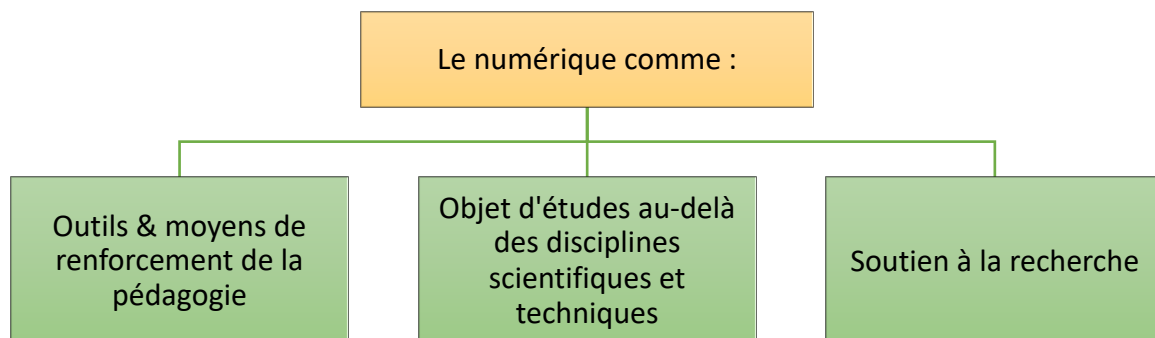 Le numérique comme :
Outils & moyens de
renforcement de la
pédagogie
Objet d'études au-delà
des disciplines
scientifiques et
techniques
Soutien à la recherche